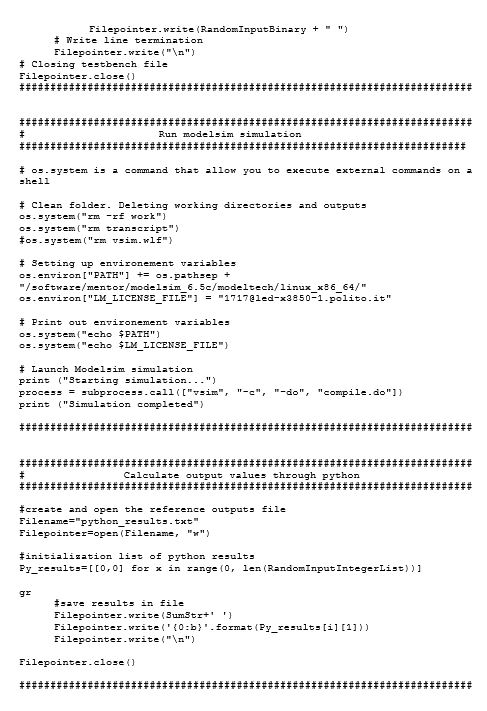 Filepointer.write(RandomInputBinary + " ")
# Write line termination
Filepointer.write("\n")
# Closing testbench file
Filepointer.close()
#########################################################################
#########################################################################
# Run modelsim simulation
########################################################################
# os.system is a command that allow you to execute external commands on a
shell
# Clean folder. Deleting working directories and outputs
os.system("rm -rf work")
os.system("rm transcript")
#os.system("rm vsim.wlf")
# Setting up environement variables
os.environ["PATH"] += os.pathsep +
"/software/mentor/modelsim_6.5c/modeltech/linux_x86_64/"
os.environ["LM_LICENSE_FILE"] = "1717@led-x3850-1.polito.it"
# Print out environement variables
os.system("echo $PATH")
os.system("echo $LM_LICENSE_FILE")
# Launch Modelsim simulation
print ("Starting simulation...")
process = subprocess.call(["vsim", "-c", "-do", "compile.do"])
print ("Simulation completed")
#########################################################################
#########################################################################
# Calculate output values through python
#########################################################################
#create and open the reference outputs file
Filename="python_results.txt"
Filepointer=open(Filename, "w")
#initialization list of python results
Py_results=[[0,0] for x in range(0, len(RandomInputIntegerList))]
gr
#save results in file
Filepointer.write(SumStr+' ')
Filepointer.write('{0:b}'.format(Py_results[i][1]))
Filepointer.write("\n")
Filepointer.close()
#########################################################################